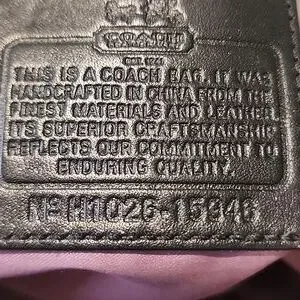 COACH
EST. 1941
THIS IS A COACH BAG. IT WAS
HANDCRAFTED IN CHINA FROM THE
FINEST MATERIALS AND LEATHER.
ITS SUPERIOR CRAFTSMANSHIP
REFLECTS OUR COMMITMENT TO
ENDURING QUALITY.
Nº H1026-15946